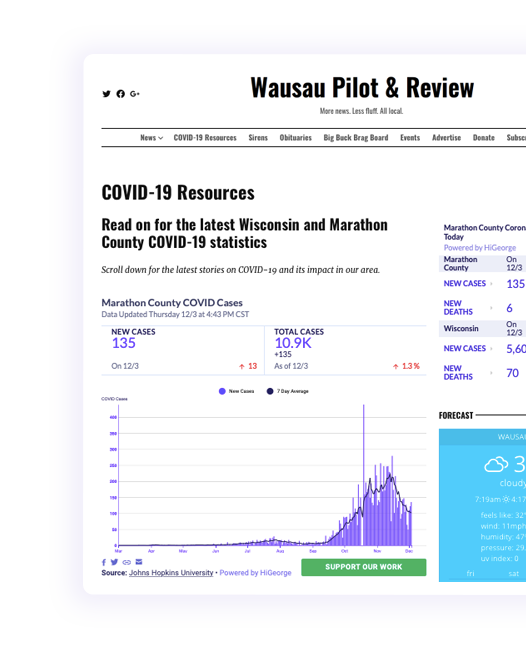 Wausau Pilot & Review
More news. Less fluff. All local.
News COVID-19 Resources Sirens Obituaries Big Buck Brag Board Events Advertise Donate
COVID-19 Resources
Read on for the latest Wisconsin and Marathon
County COVID-19 statistics
Scroll down for the latest stories on COVID-19 and its impact in our area.
Marathon County COVID Cases
Data Updated Thursday 12/3 at 4:43 PM CST
NEW CASES
135
On 12/3
↑ 13
TOTAL CASES
10.9K
+135
As of 12/3
↑ 1.3 %
New Cases 7 Day Average
COVID Cases
400
350
300
250
200
150
100
50
0
Mar Apr May Jun Jul Aug Sep Oct Nov Dec
Source: Johns Hopkins University • Powered by HiGeorge
SUPPORT OUR WORK
Marathon County Coron
Today
Powered by HiGeorge
Marathon
County
On
12/3
NEW CASES 135
NEW
DEATHS
6
Wisconsin
On
12/3
NEW CASES 5,60
NEW
DEATHS
70
FORECAST
WAUSA
3
cloudy
7:19am 4:17
feels like: 32
wind: 11mph
humidity: 47
pressure: 29.
uv index: 0
fri sat